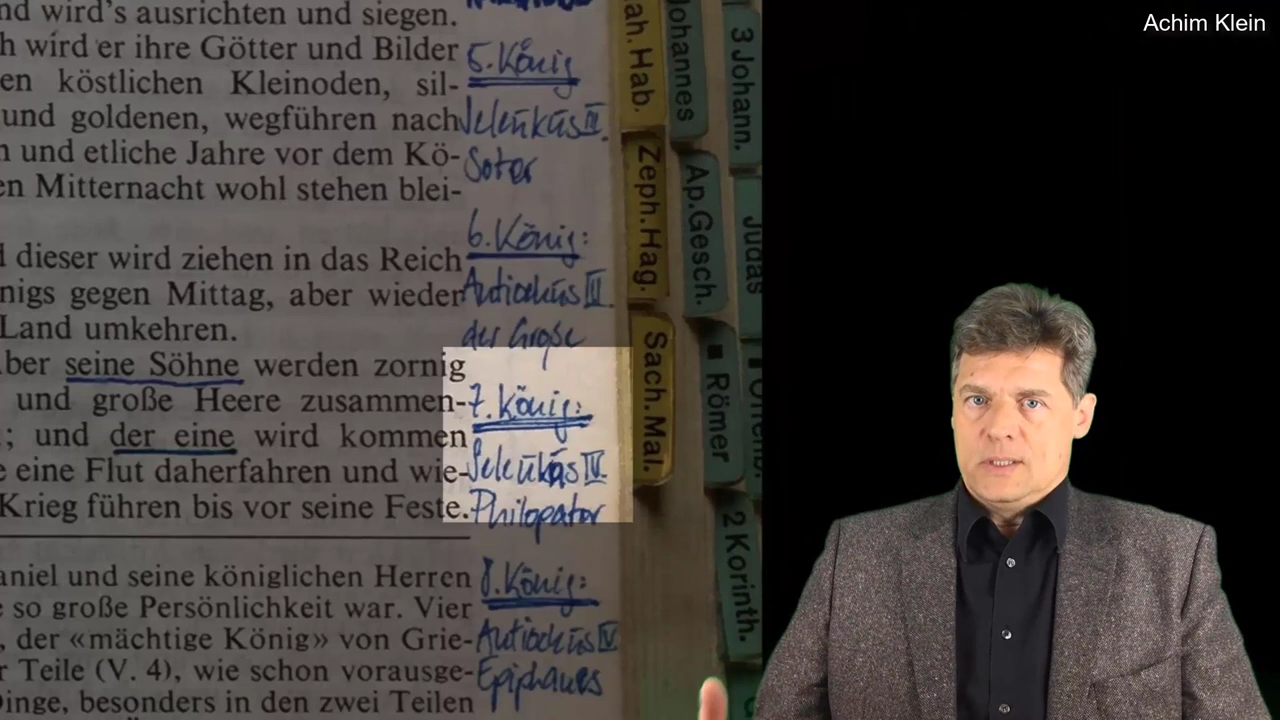 nd wird's ausrichten und siegen.
h wird er ihre Götter und Bilder
en köstlichen Kleinoden, sil-
und goldenen, wegführen nach
n und etliche Jahre vor dem Kö-
en Mitternacht wohl stehen blei-
d dieser wird ziehen in das Reich
nigs gegen Mittag, aber wieder
Land umkehren.
ber seine Söhne werden zornig
und große Heere zusammen-
; und der eine wird kommen
e eine Flut daherfahren und wie-
Krieg führen bis vor seine Feste.
aniel und seine königlichen Herren
e so große Persönlichkeit war. Vier
, der «mächtige König» von Grie-
r Teile (V. 4), wie schon vorausge-
Dinge, besonders in den zwei Teilen
5. König
Seleukus III.
Soter
6. König:
Antiochus III.
der Große
7. König:
Seleukus IV.
Philopator
8. König:
Antiochus IV
Epiphanes
ah. Hab.
Zeph. Hag.
Sach. Mal.
Johannes
Ap.Gesch.
Römer
2 Korinth.
3 Johann.
Judas
Achim Klein